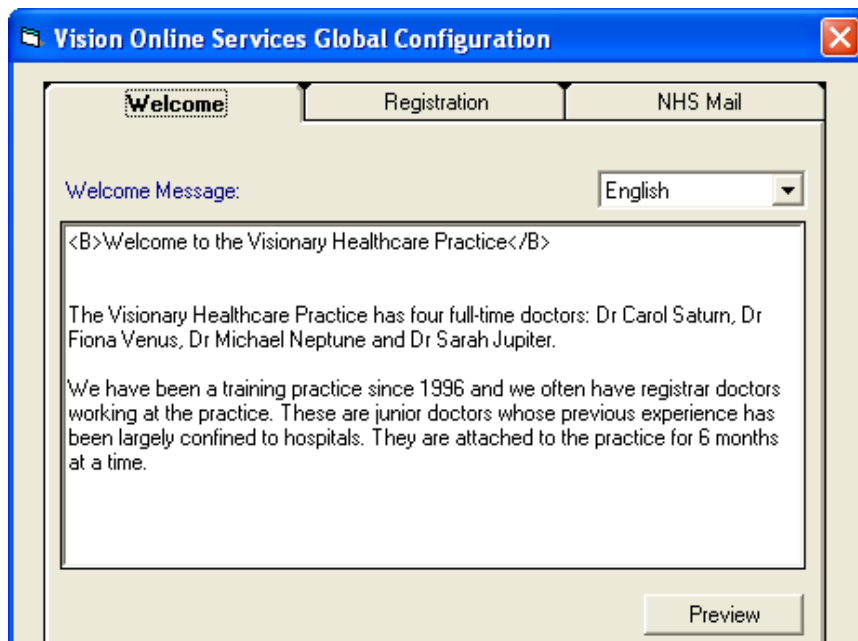 Vision Online Services Global Configuration
Welcome
Registration
NHS Mail
Welcome Message:
English
<B>Welcome to the Visionary Healthcare Practice</B>
The Visionary Healthcare Practice has four full-time doctors: Dr Carol Saturn, Dr
Fiona Venus, Dr Michael Neptune and Dr Sarah Jupiter.
We have been a training practice since 1996 and we often have registrar doctors
working at the practice. These are junior doctors whose previous experience has
been largely confined to hospitals. They are attached to the practice for 6 months
at a time.
Preview